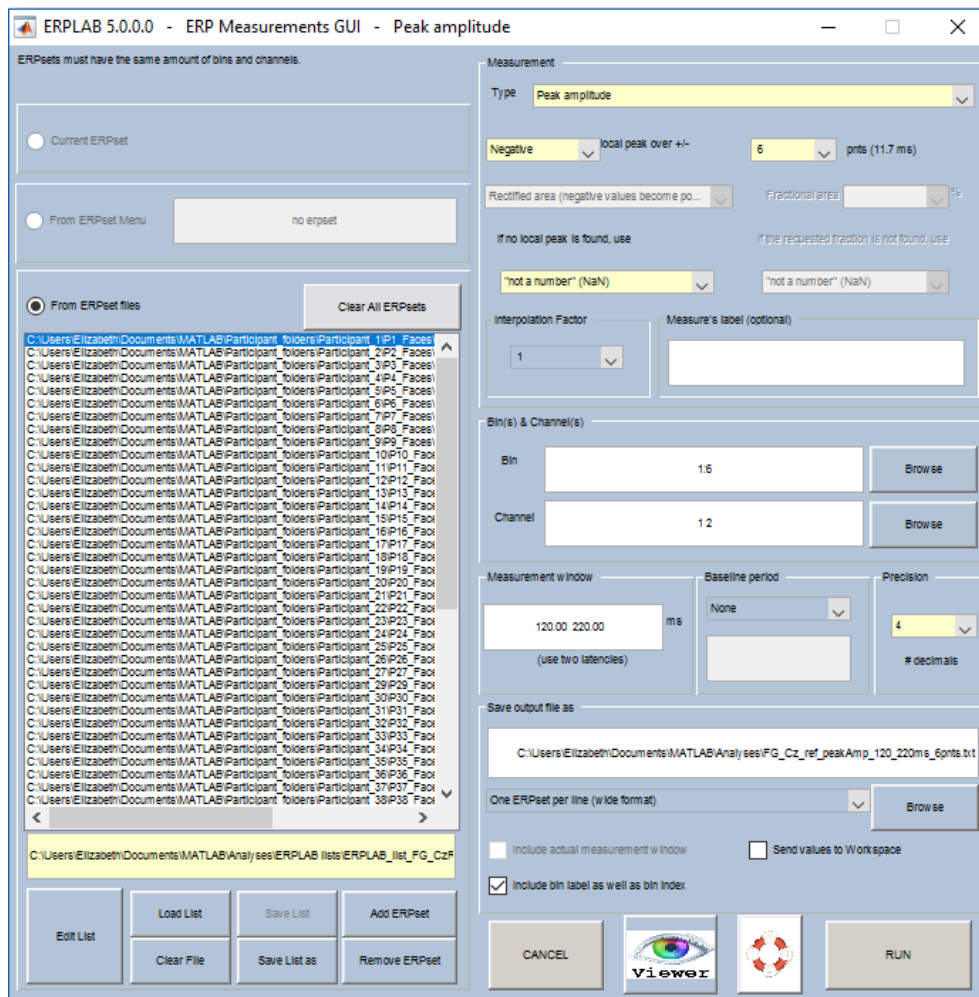 ERPLAB 5.0.0.0 - ERP Measurements GUI - Peak amplitude
ERPsets must have the same amount of bins and channels.
Current ERPset
From ERPset Menu
no erpset
From ERPset files
Clear All ERPsets
C:\Users\Elizabeth\Documents\MATLAB\Participant_folders\Participant_1\P1_Faces\
C:\Users\Elizabeth\Documents\MATLAB\Participant_folders\Participant_2\P2_Faces\
C:\Users\Elizabeth\Documents\MATLAB\Participant_folders\Participant_3\P3_Faces\
C:\Users\Elizabeth\Documents\MATLAB\Participant_folders\Participant_4\P4_Faces\
C:\Users\Elizabeth\Documents\MATLAB\Participant_folders\Participant_5\P5_Faces\
C:\Users\Elizabeth\Documents\MATLAB\Participant_folders\Participant_6\P6_Faces\
C:\Users\Elizabeth\Documents\MATLAB\Participant_folders\Participant_7\P7_Faces\
C:\Users\Elizabeth\Documents\MATLAB\Participant_folders\Participant_8\P8_Faces\
C:\Users\Elizabeth\Documents\MATLAB\Participant_folders\Participant_9\P9_Faces\
C:\Users\Elizabeth\Documents\MATLAB\Participant_folders\Participant_10\P10_Face
C:\Users\Elizabeth\Documents\MATLAB\Participant_folders\Participant_11\P11_Face
C:\Users\Elizabeth\Documents\MATLAB\Participant_folders\Participant_12\P12_Face
C:\Users\Elizabeth\Documents\MATLAB\Participant_folders\Participant_13\P13_Face
C:\Users\Elizabeth\Documents\MATLAB\Participant_folders\Participant_14\P14_Face
C:\Users\Elizabeth\Documents\MATLAB\Participant_folders\Participant_15\P15_Face
C:\Users\Elizabeth\Documents\MATLAB\Participant_folders\Participant_16\P16_Face
C:\Users\Elizabeth\Documents\MATLAB\Participant_folders\Participant_17\P17_Face
C:\Users\Elizabeth\Documents\MATLAB\Participant_folders\Participant_18\P18_Face
C:\Users\Elizabeth\Documents\MATLAB\Participant_folders\Participant_19\P19_Face
C:\Users\Elizabeth\Documents\MATLAB\Participant_folders\Participant_20\P20_Face
C:\Users\Elizabeth\Documents\MATLAB\Participant_folders\Participant_21\P21_Face
C:\Users\Elizabeth\Documents\MATLAB\Participant_folders\Participant_22\P22_Face
C:\Users\Elizabeth\Documents\MATLAB\Participant_folders\Participant_23\P23_Face
C:\Users\Elizabeth\Documents\MATLAB\Participant_folders\Participant_24\P24_Face
C:\Users\Elizabeth\Documents\MATLAB\Participant_folders\Participant_25\P25_Face
C:\Users\Elizabeth\Documents\MATLAB\Participant_folders\Participant_26\P26_Face
C:\Users\Elizabeth\Documents\MATLAB\Participant_folders\Participant_27\P27_Face
C:\Users\Elizabeth\Documents\MATLAB\Participant_folders\Participant_29\P29_Face
C:\Users\Elizabeth\Documents\MATLAB\Participant_folders\Participant_30\P30_Face
C:\Users\Elizabeth\Documents\MATLAB\Participant_folders\Participant_31\P31_Face
C:\Users\Elizabeth\Documents\MATLAB\Participant_folders\Participant_32\P32_Face
C:\Users\Elizabeth\Documents\MATLAB\Participant_folders\Participant_33\P33_Face
C:\Users\Elizabeth\Documents\MATLAB\Participant_folders\Participant_34\P34_Face
C:\Users\Elizabeth\Documents\MATLAB\Participant_folders\Participant_35\P35_Face
C:\Users\Elizabeth\Documents\MATLAB\Participant_folders\Participant_36\P36_Face
C:\Users\Elizabeth\Documents\MATLAB\Participant_folders\Participant_37\P37_Face
C:\Users\Elizabeth\Documents\MATLAB\Participant_folders\Participant_38\P38_Face
C:\Users\Elizabeth\Documents\MATLAB\Analyses\ERPLAB lists\ERPLAB_list_FG_CzR
Edit List
Load List
Save List
Add ERPset
Clear File
Save List as
Remove ERPset
Measurement
Type
Peak amplitude
Negative
local peak over +/-
6
pnts (11.7 ms)
Rectified area (negative values become po...
Fractional area
%
If no local peak is found, use
If the requested fraction is not found, use
"not a number" (NaN)
"not a number" (NaN)
Interpolation Factor
1
Measure's label (optional)
Bin(s) & Channel(s)
Bin
1:6
Browse
Channel
1 2
Browse
Measurement window
120.00 220.00
ms
(use two latencies)
Baseline period
None
Precision
4
# decimals
Save output file as
C:\Users\Elizabeth\Documents\MATLAB\Analyses\FG_Cz_ref_peakAmp_120_220ms_6pnts.txt
One ERPset per line (wide format)
Browse
Include actual measurement window
Send values to Workspace
Include bin label as well as bin index
CANCEL
Viewer
RUN